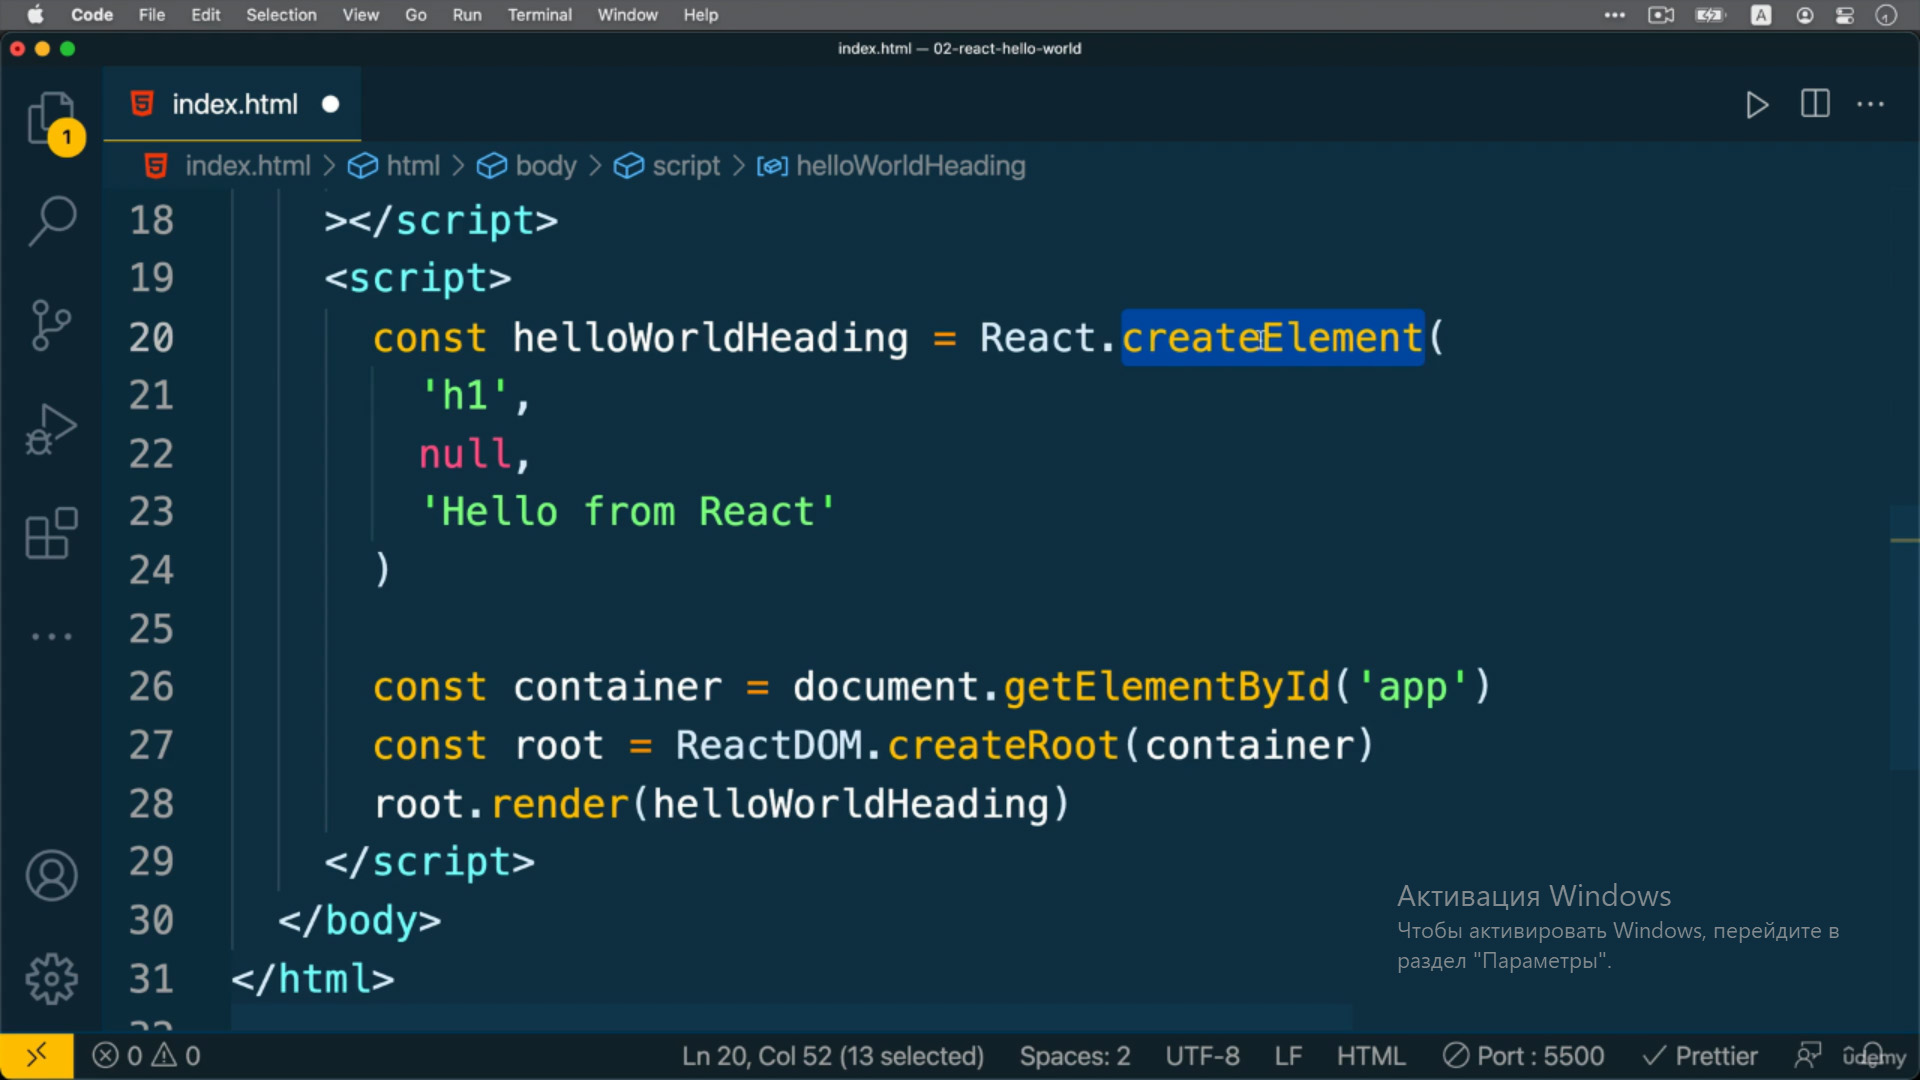 Code File Edit Selection View Go Run Terminal Window Help A
index.html — 02-react-hello-world
index.html
1
index.html > html > body > script > helloWorldHeading
18 ></script>
19 <script>
20 const helloWorldHeading = React.createElement(
21 'h1',
22 null,
23 'Hello from React'
24 )
25
26 const container = document.getElementById('app')
27 const root = ReactDOM.createRoot(container)
28 root.render(helloWorldHeading)
29 </script>
30 </body>
31 </html>
Активация Windows
Чтобы активировать Windows, перейдите в
раздел "Параметры".
0 0 Ln 20, Col 52 (13 selected) Spaces: 2 UTF-8 LF HTML Port : 5500 Prettier udemy